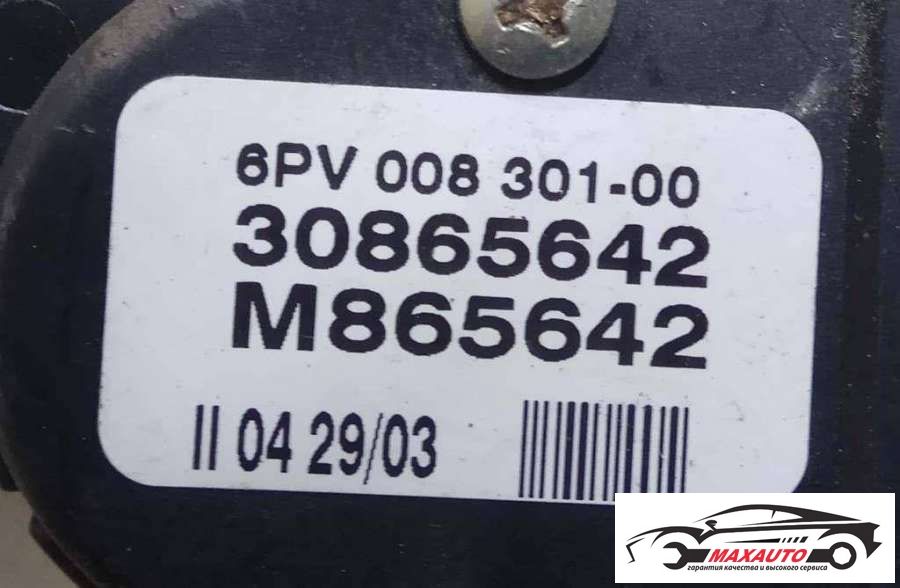 6PV 008 301-00
30865642
M865642
II 04 29/03
MAXAUTO
гарантия качества и высокого сервиса